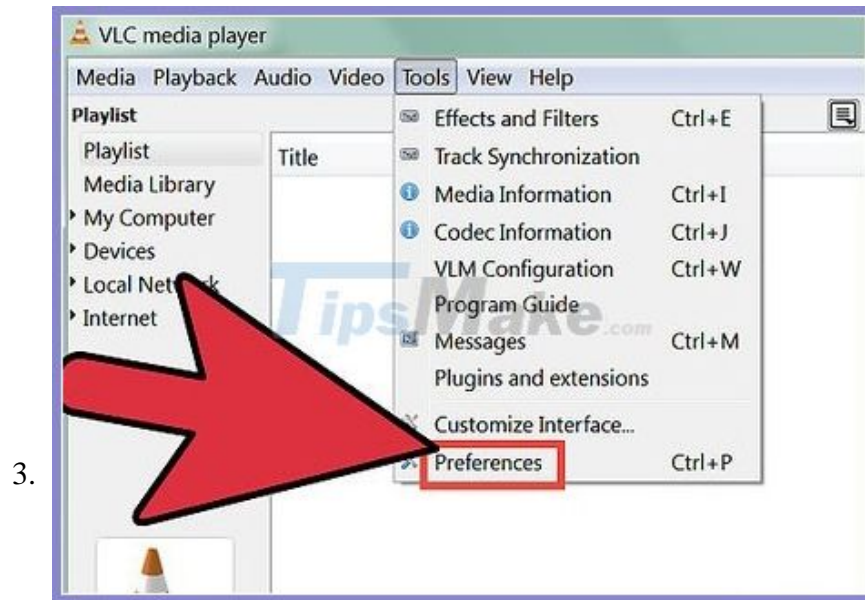 VLC media player
Media Playback Audio Video Tools View Help
Playlist
Playlist
Title
Media Library
My Computer
Devices
Local Network
Internet
Effects and Filters Ctrl+E
Track Synchronization
Media Information Ctrl+I
Codec Information Ctrl+J
VLM Configuration Ctrl+W
Program Guide
Messages Ctrl+M
Plugins and extensions
Customize Interface...
Preferences Ctrl+P
TipsMake.com
3.